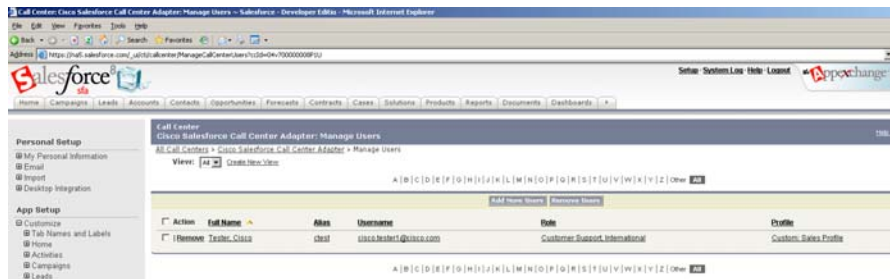 Call Center: Cisco Salesforce Call Center Adapter: Manage Users ~ Salesforce - Developer Editio - Microsoft Internet Explorer
File Edit View Favorites Tools Help
Back Search Favorites
Address https://na5.salesforce.com/_ui/cti/callcenter/ManageCallCenterUsers?
salesforce
sfa
Setup · System Log · Help · Logout
Appexchange
Home Campaigns Leads Accounts Contacts Opportunities Forecasts Contracts Cases Solutions Products Reports Documents Dashboards
Call Center
Cisco Salesforce Call Center Adapter: Manage Users
All Call Centers > Cisco Salesforce Call Center Adapter > Manage Users
View: All Create New View
A | B | C | D | E | F | G | H | I | J | K | L | M | N | O | P | Q | R | S | T | U | V | W | X | Y | Z | Other All
Add More Users Remove Users
Action Full Name Alias Username Role Profile
| Remove Tester, Cisco ctest cisco.tester1@cisco.com Customer Support, International Custom: Sales Profile
A | B | C | D | E | F | G | H | I | J | K | L | M | N | O | P | Q | R | S | T | U | V | W | X | Y | Z | Other All
Personal Setup
My Personal Information
Email
Import
Desktop Integration
App Setup
Customize
Tab Names and Labels
Home
Activities
Campaigns
Leads